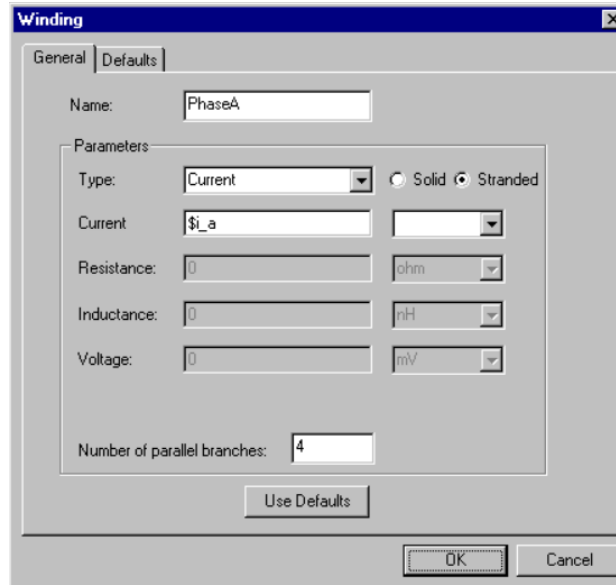 Winding
General Defaults
Name: PhaseA
Parameters
Type: Current Solid Stranded
Current $i_a
Resistance: 0 ohm
Inductance: 0 nH
Voltage: 0 mV
Number of parallel branches: 4
Use Defaults
OK Cancel